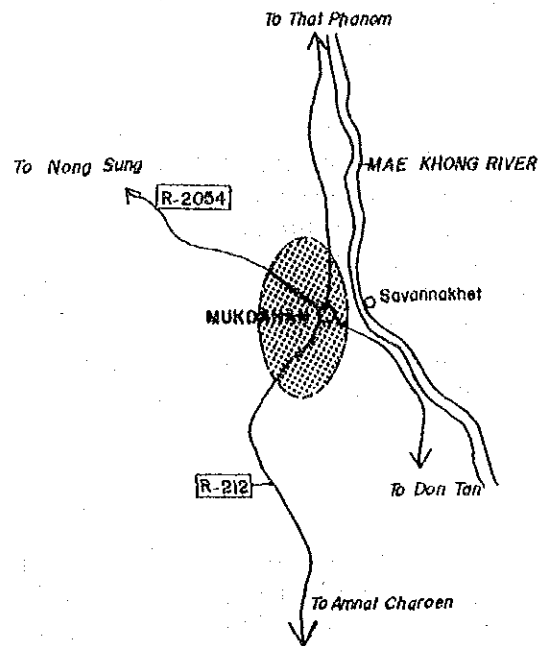 To That Phanom
To Nong Sung
MAE KHONG RIVER
R-2054
Savannakhet
MUKDAHAN
R-212
To Don Tan
To Amnat Charoen